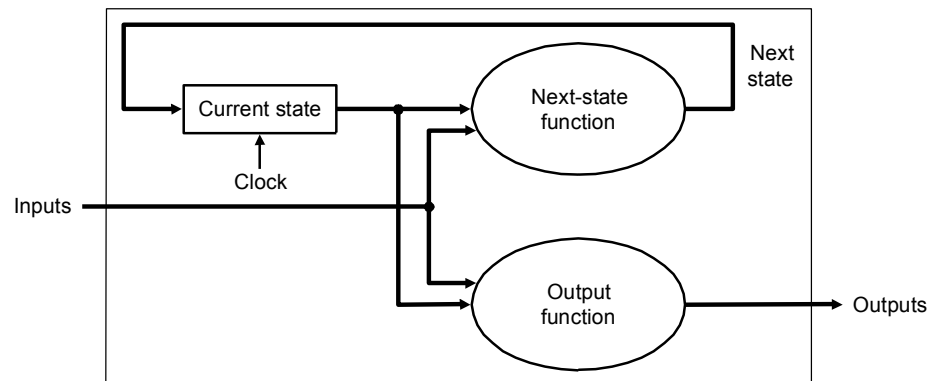 Next
state
Current state
Next-state
function
Clock
Inputs
Output
function
Outputs